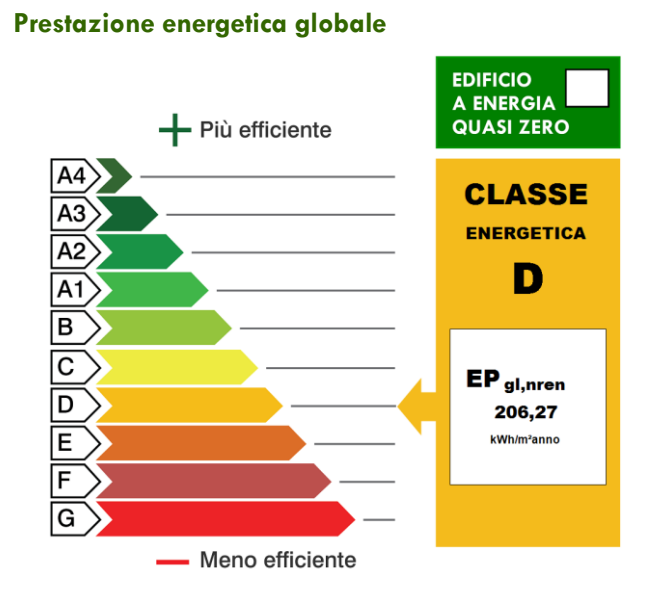 Prestazione energetica globale
EDIFICIO
A ENERGIA
QUASI ZERO
Più efficiente
A4
A3
A2
A1
B
C
D
E
F
G
Meno efficiente
CLASSE
ENERGETICA
D
EP gl,nren
206,27
kWh/m²anno